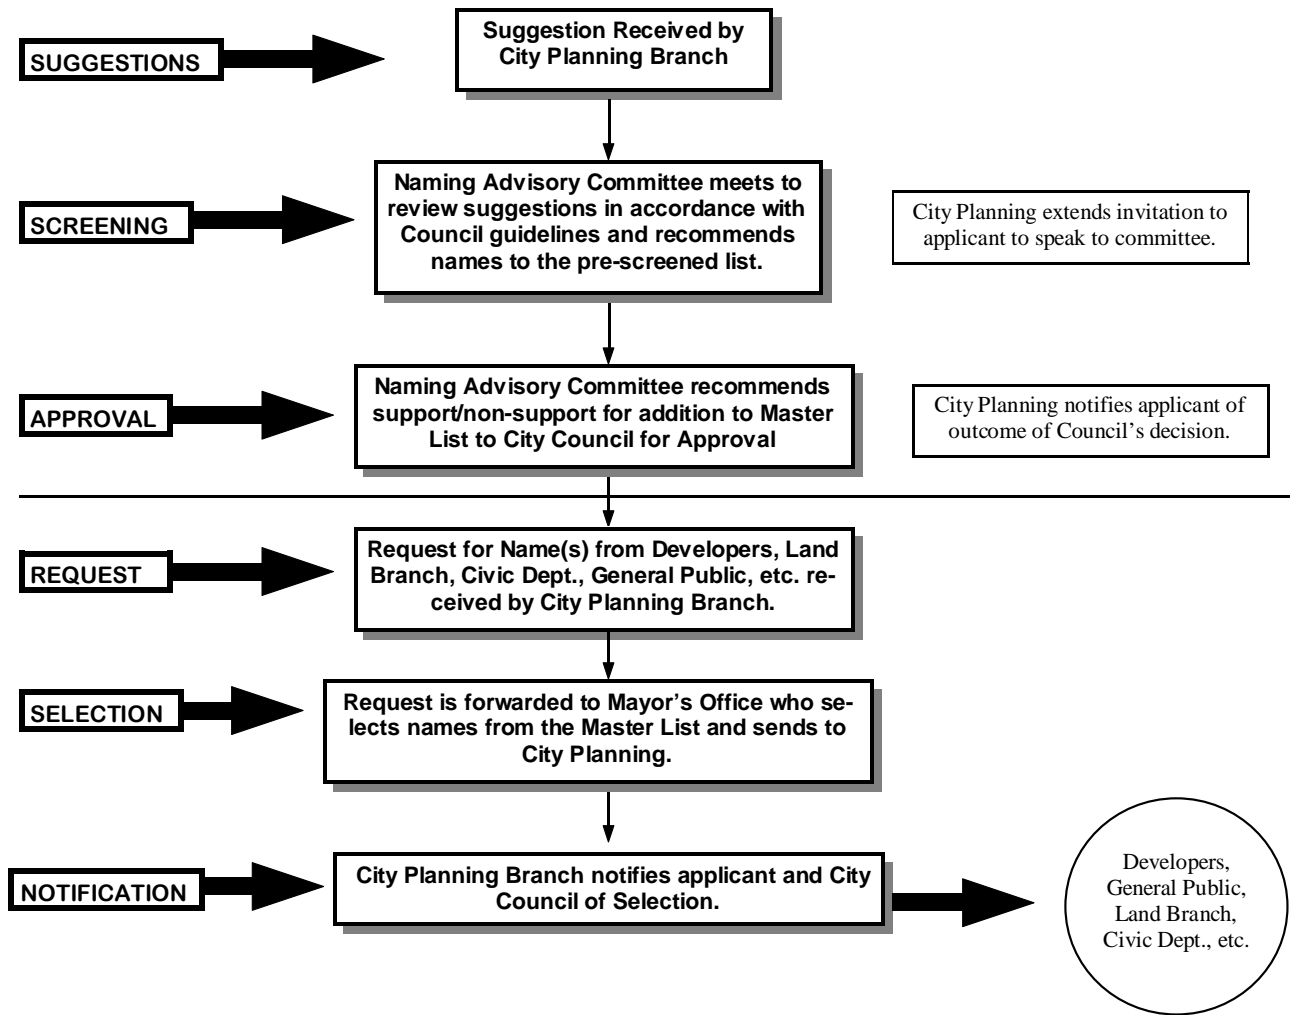 SUGGESTIONS
Suggestion Received by
City Planning Branch
SCREENING
Naming Advisory Committee meets to
review suggestions in accordance with
Council guidelines and recommends
names to the pre-screened list.
City Planning extends invitation to
applicant to speak to committee.
APPROVAL
Naming Advisory Committee recommends
support/non-support for addition to Master
List to City Council for Approval
City Planning notifies applicant of
outcome of Council's decision.
REQUEST
Request for Name(s) from Developers, Land
Branch, Civic Dept., General Public, etc. re-
ceived by City Planning Branch.
SELECTION
Request is forwarded to Mayor's Office who se-
lects names from the Master List and sends to
City Planning.
NOTIFICATION
City Planning Branch notifies applicant and City
Council of Selection.
Developers,
General Public,
Land Branch,
Civic Dept., etc.